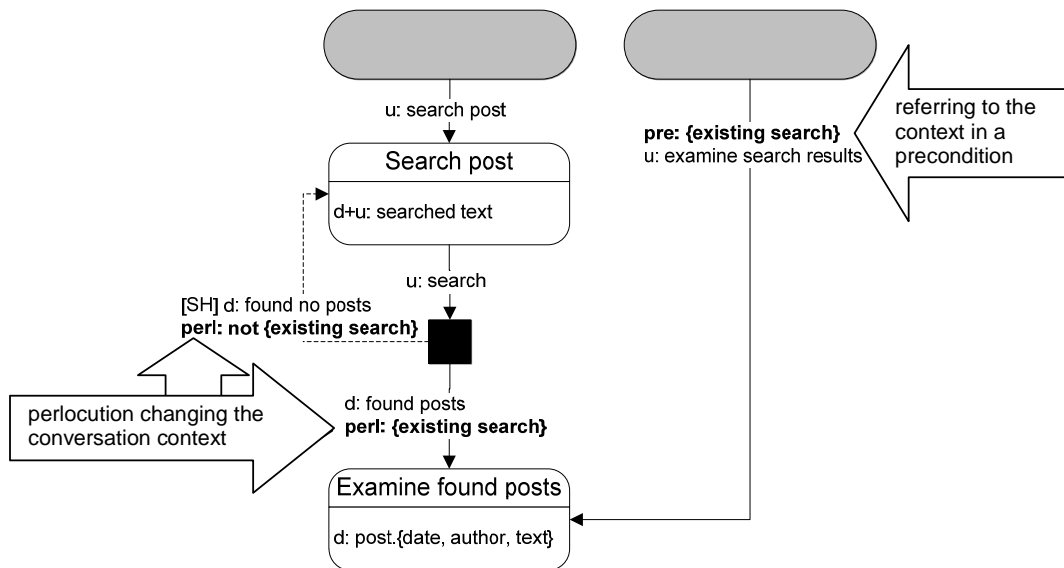 u: search post
Search post
d+u: searched text
u: search
[SH] d: found no posts
perl: not {existing search}
perlocution changing the
conversation context
d: found posts
perl: {existing search}
Examine found posts
d: post.{date, author, text}
pre: {existing search}
u: examine search results
referring to the
context in a
precondition